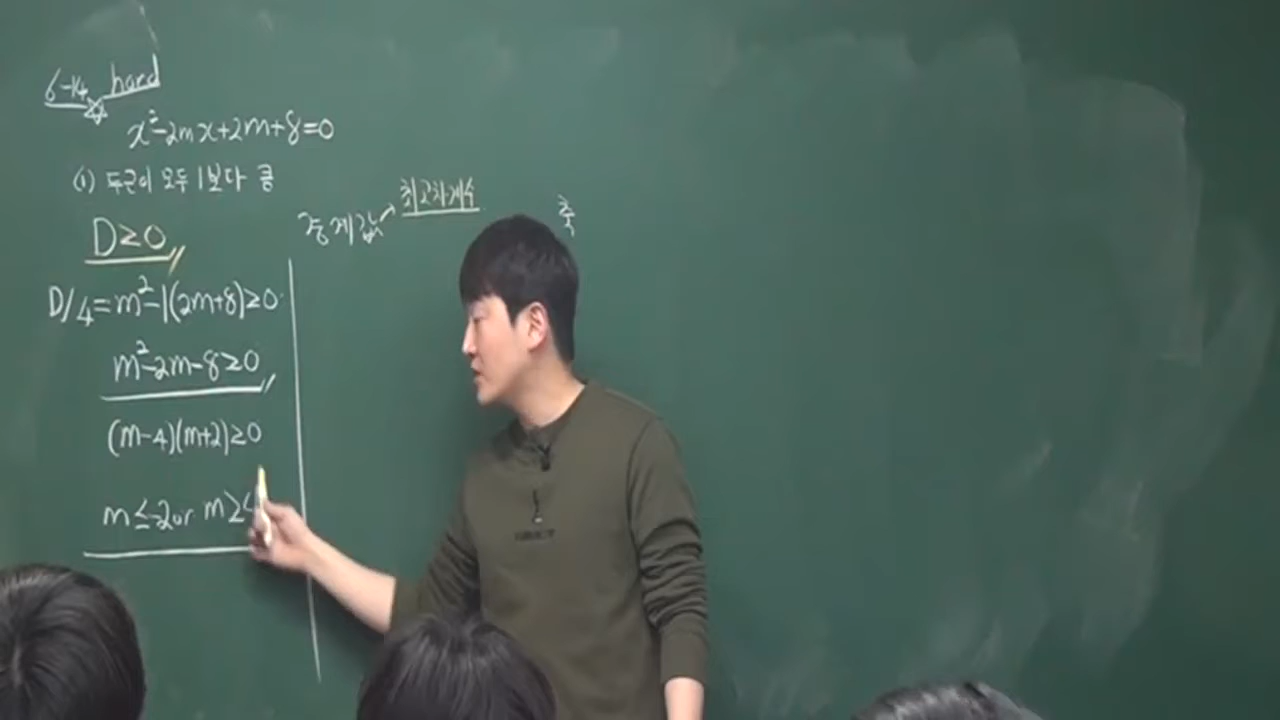 6-14 hard
x²-2mx+2m+8=0
(1) 두근이 모두 1보다 큼
D≥0
D/4=m²-1(2m+8)≥0
m²-2m-8≥0
(m-4)(m+2)≥0
m≤-2 or m≥
경계값 → 최고차계수
축